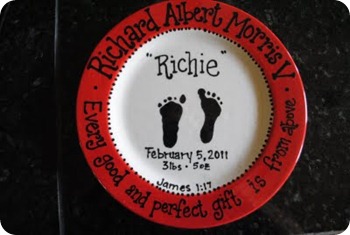 • Richard Albert Morris V •
"Richie"
February 5, 2011
3lbs • 5oz
James 1:17
Every good and perfect gift is from above